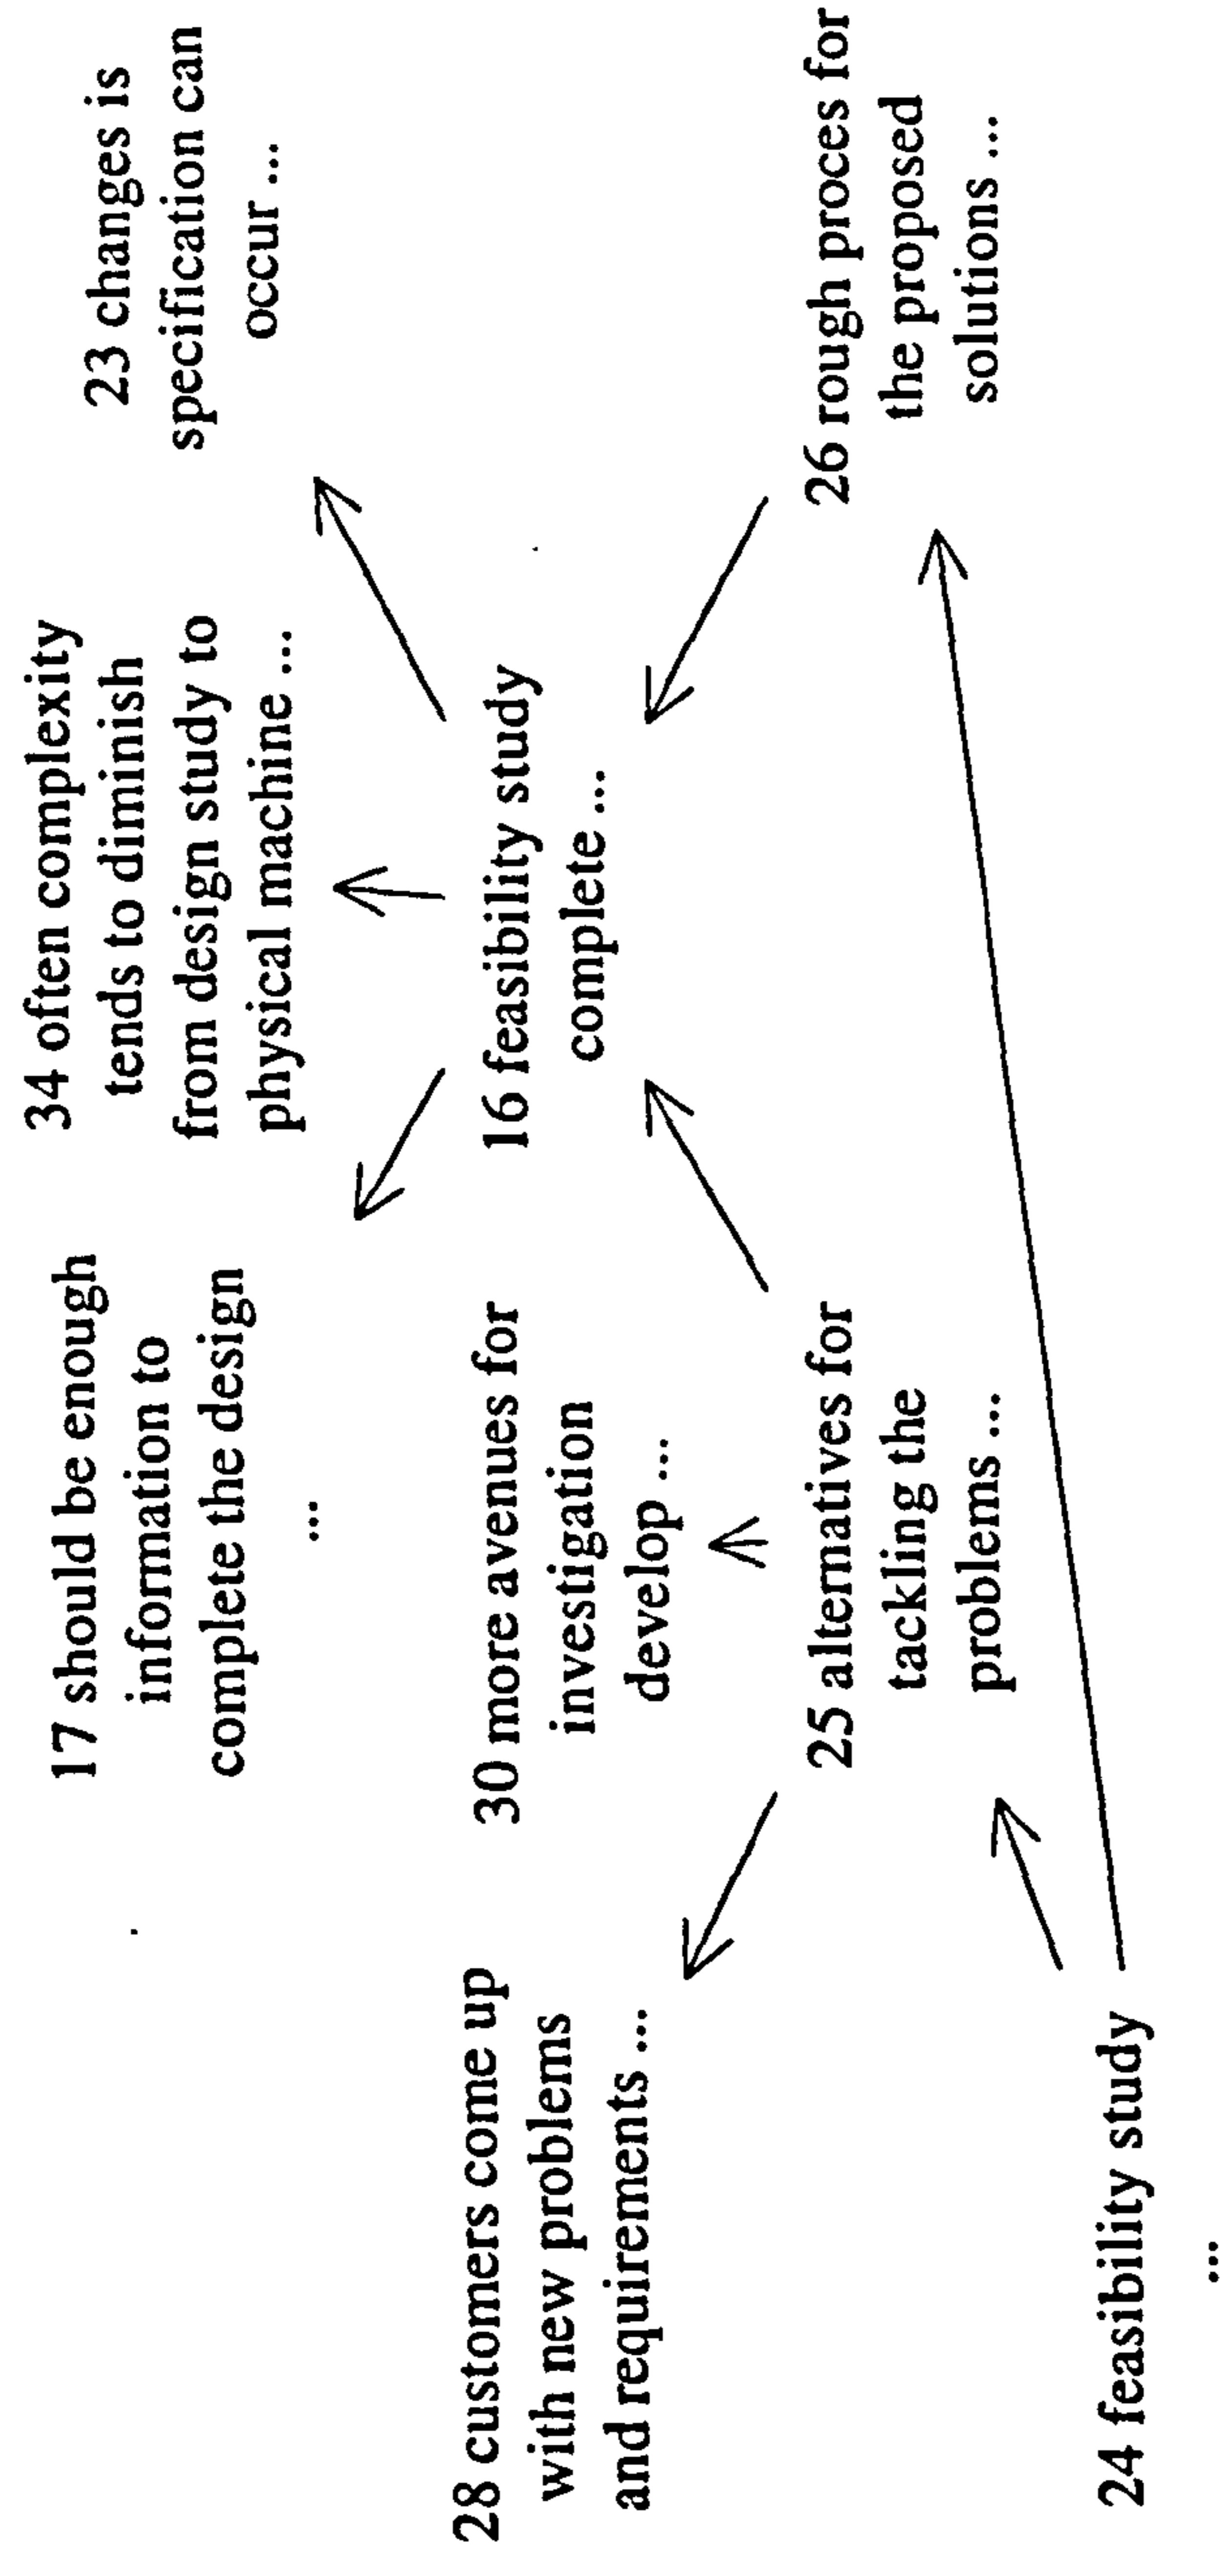 17 should be enough
information to
complete the design
...
34 often complexity
tends to diminish
from design study to
physical machine ...
23 changes is
specification can
occur ...
28 customers come up
with new problems
and requirements ...
30 more avenues for
investigation
develop ...
16 feasibility study
complete ...
25 alternatives for
tackling the
problems ...
26 rough proces for
the proposed
solutions ...
24 feasibility study
...